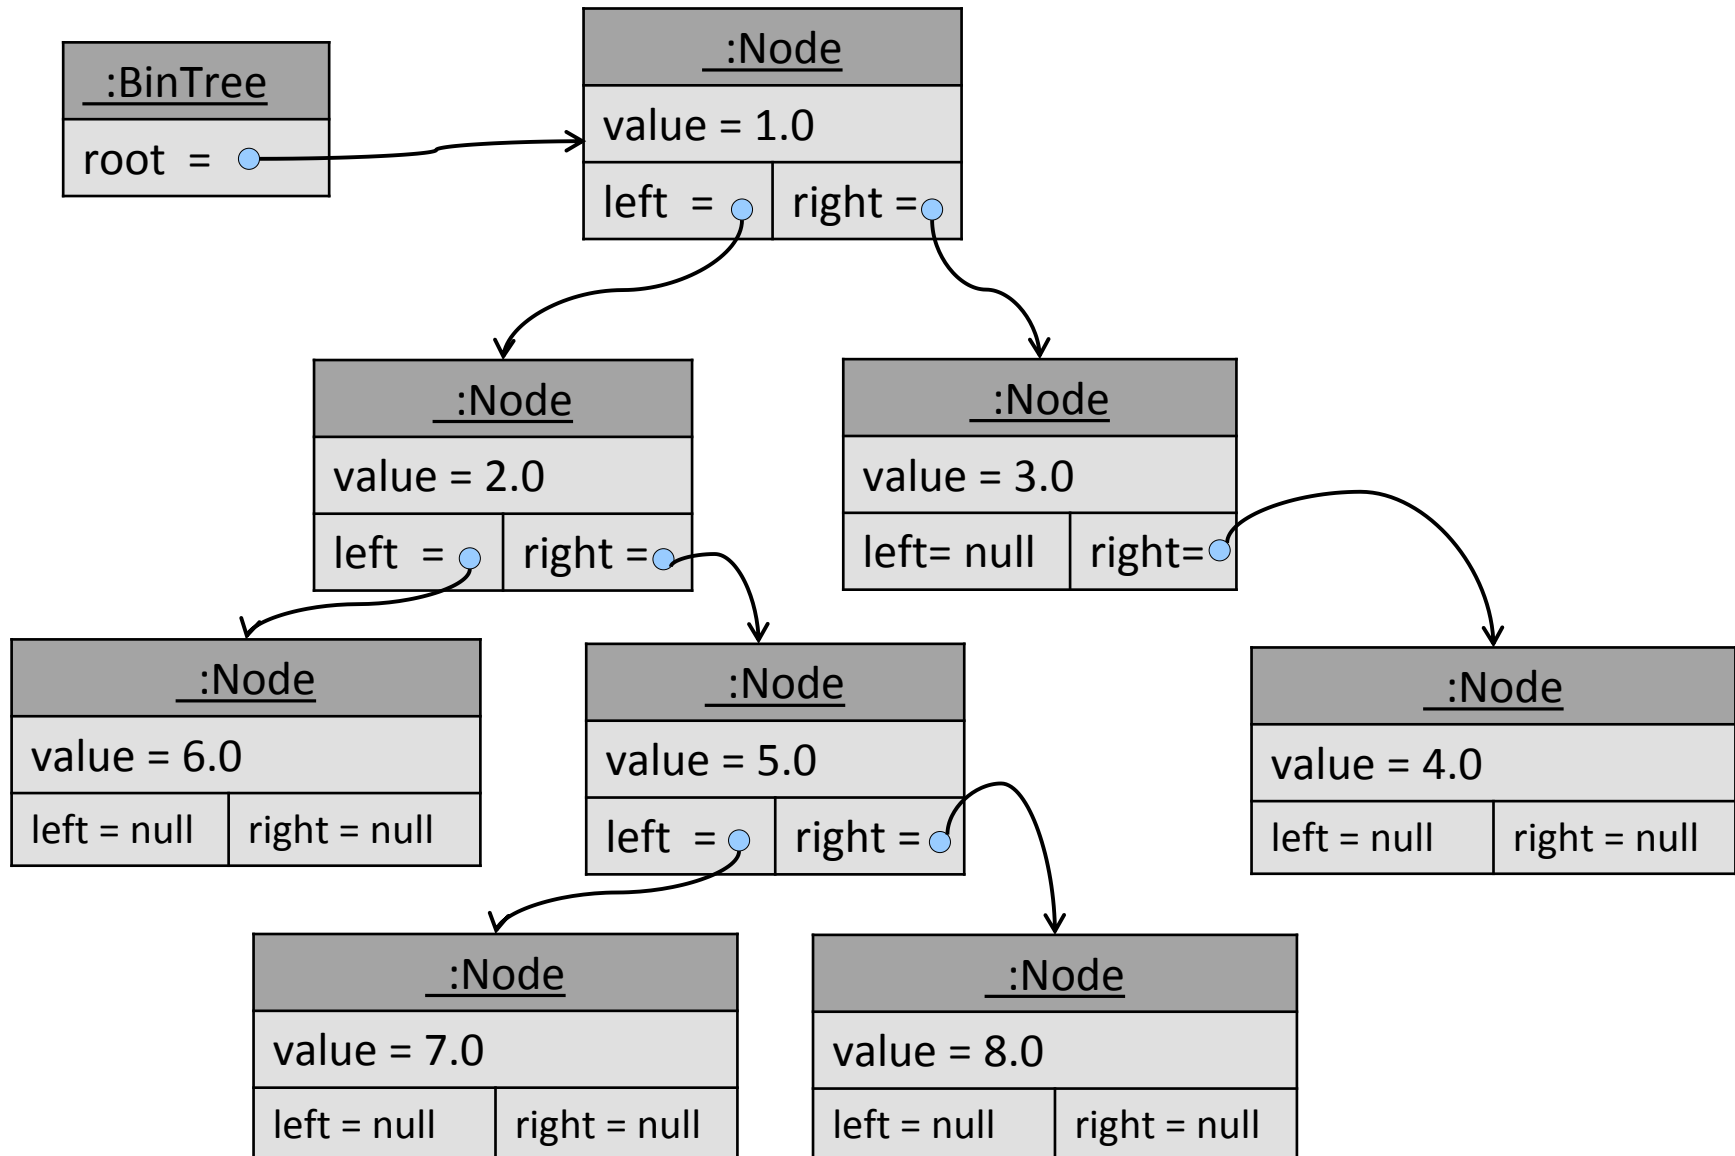 :BinTree
root =
:Node
value = 1.0
left =
right =
:Node
value = 2.0
left =
right =
:Node
value = 3.0
left= null
right=
:Node
value = 6.0
left = null
right = null
:Node
value = 5.0
left =
right =
:Node
value = 4.0
left = null
right = null
:Node
value = 7.0
left = null
right = null
:Node
value = 8.0
left = null
right = null